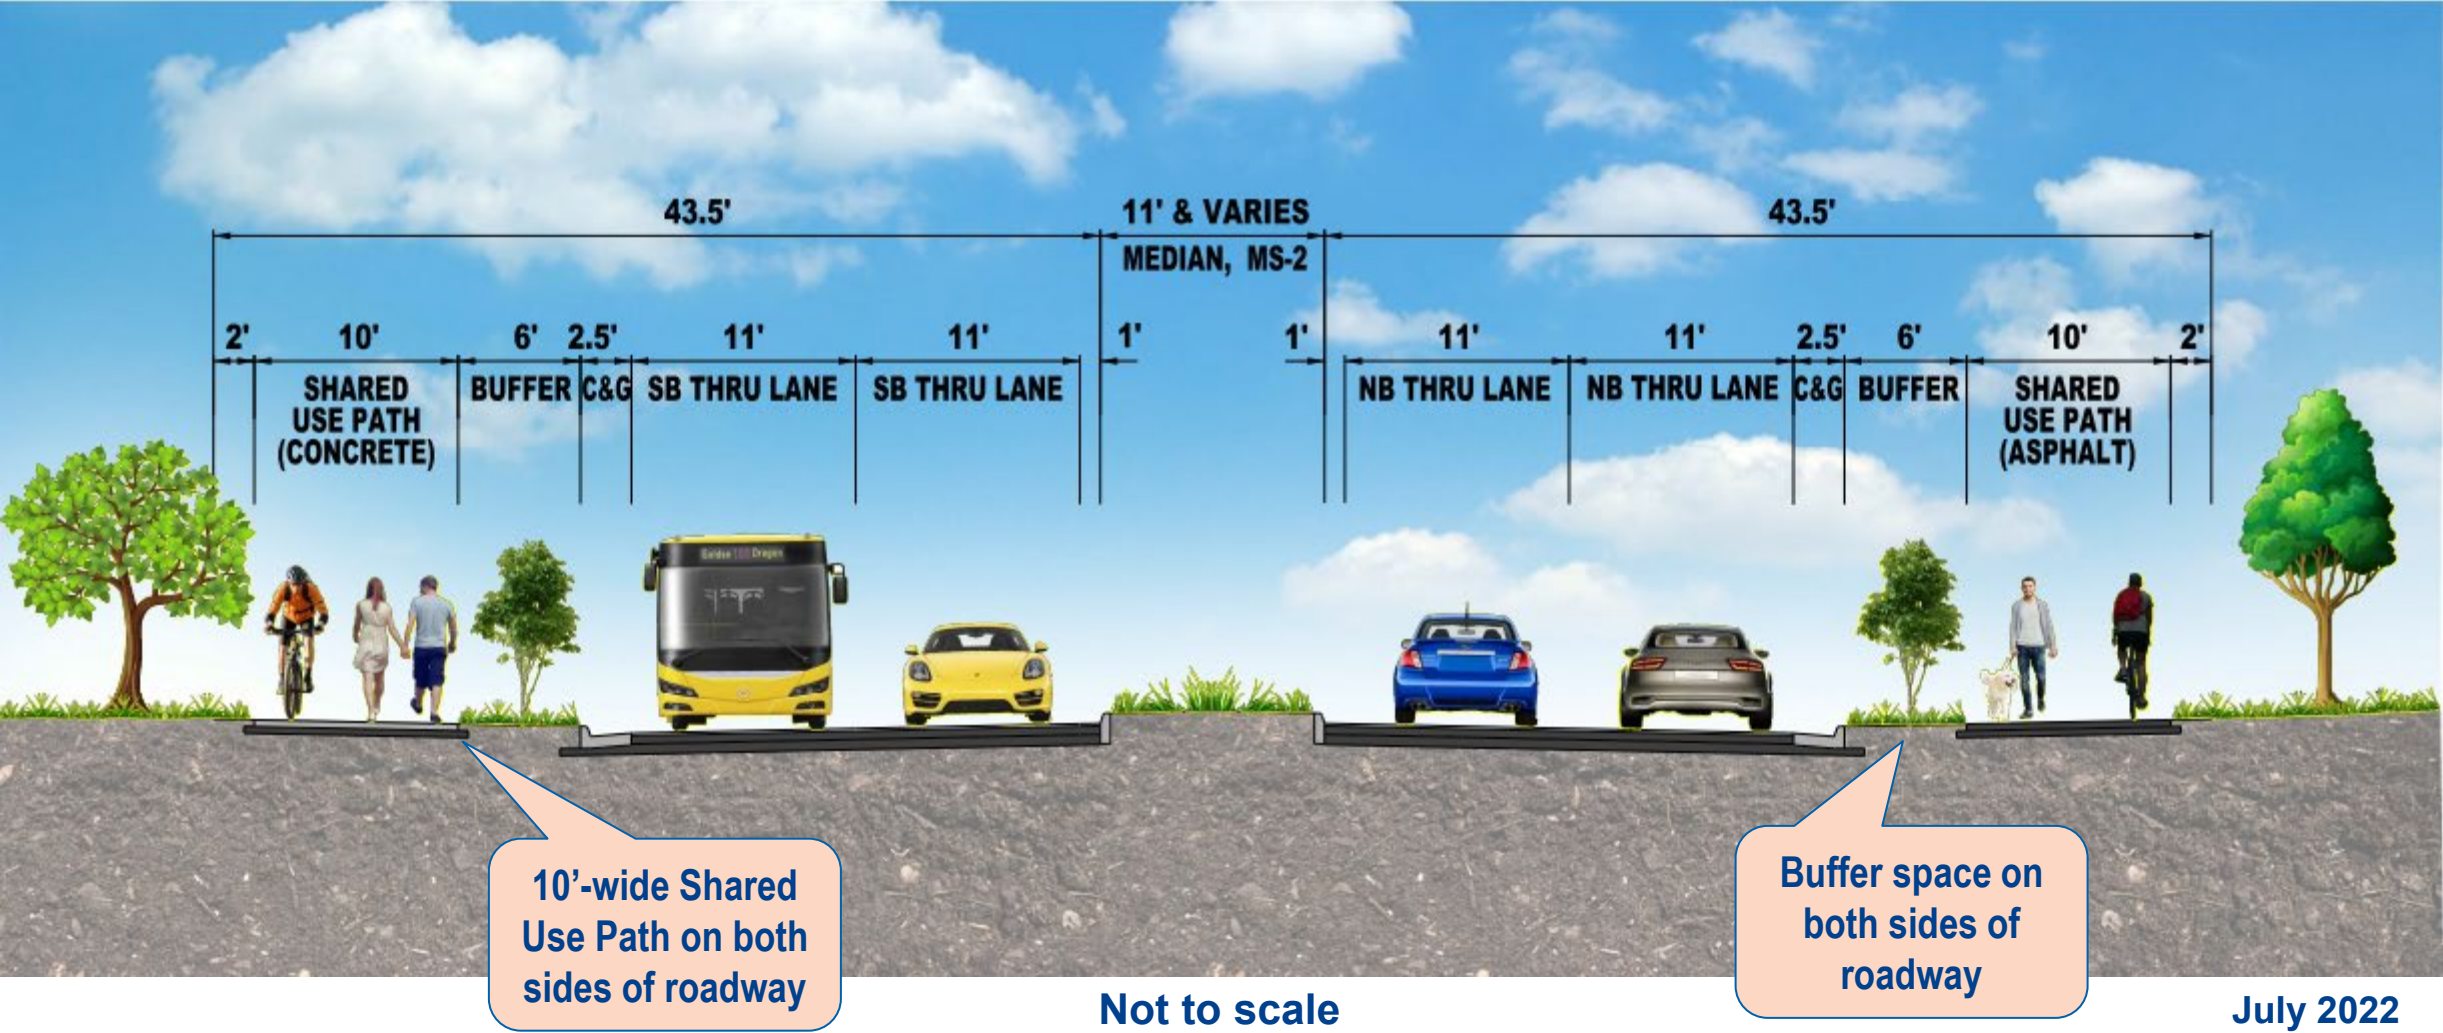 43.5'
11' & VARIES
43.5'
MEDIAN, MS-2
2' 10' 6' 2.5' 11' 11' 1' 1' 11' 11' 2.5' 6' 10' 2'
SHARED
USE PATH
(CONCRETE)
BUFFER
C&G
SB THRU LANE
SB THRU LANE
NB THRU LANE
NB THRU LANE
C&G
BUFFER
SHARED
USE PATH
(ASPHALT)
Golden Dragon
10’-wide Shared
Use Path on both
sides of roadway
Buffer space on
both sides of
roadway
Not to scale
July 2022